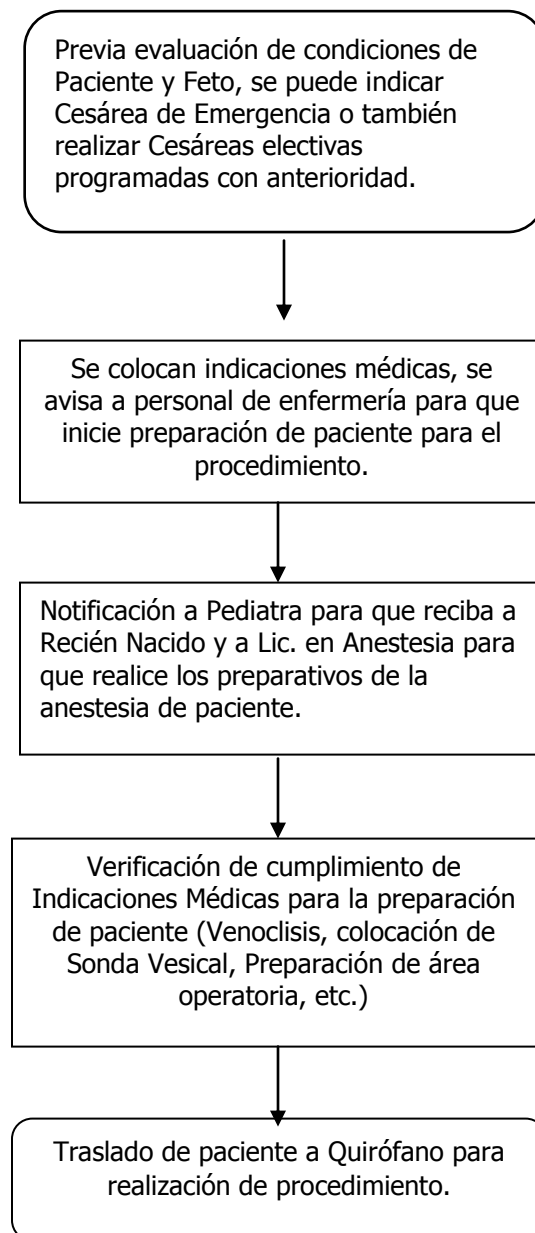 Previa evaluación de condiciones de
Paciente y Feto, se puede indicar
Cesárea de Emergencia o también
realizar Cesáreas electivas
programadas con anterioridad.
Se colocan indicaciones médicas, se
avisa a personal de enfermería para que
inicie preparación de paciente para el
procedimiento.
Notificación a Pediatra para que reciba a
Recién Nacido y a Lic. en Anestesia para
que realice los preparativos de la
anestesia de paciente.
Verificación de cumplimiento de
Indicaciones Médicas para la preparación
de paciente (Venoclisis, colocación de
Sonda Vesical, Preparación de área
operatoria, etc.)
Traslado de paciente a Quirófano para
realización de procedimiento.